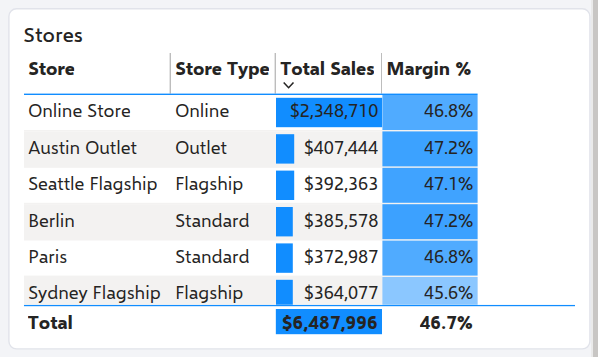 Stores
Store Store Type Total Sales Margin %
Online Store Online $2,348,710 46.8%
Austin Outlet Outlet $407,444 47.2%
Seattle Flagship Flagship $392,363 47.1%
Berlin Standard $385,578 47.2%
Paris Standard $372,987 46.8%
Sydney Flagship Flagship $364,077 45.6%
Total $6,487,996 46.7%